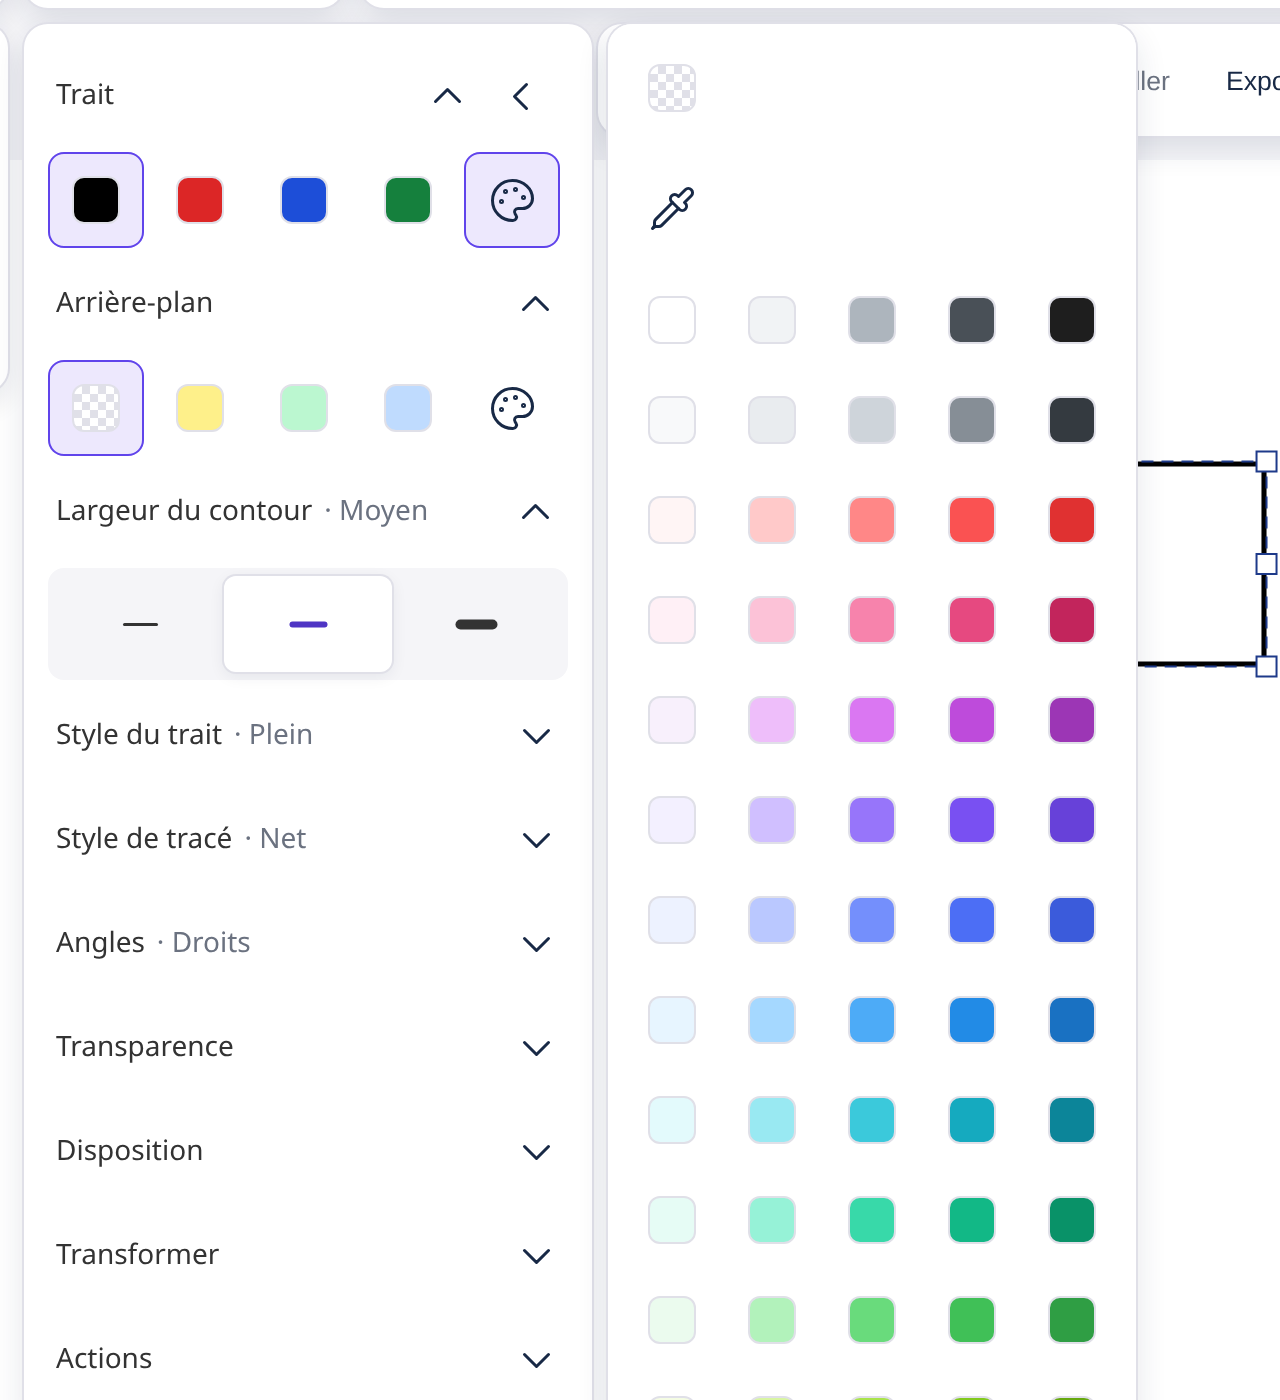 Trait
Arrière-plan
Largeur du contour · Moyen
Style du trait · Plein
Style de tracé · Net
Angles · Droits
Transparence
Disposition
Transformer
Actions